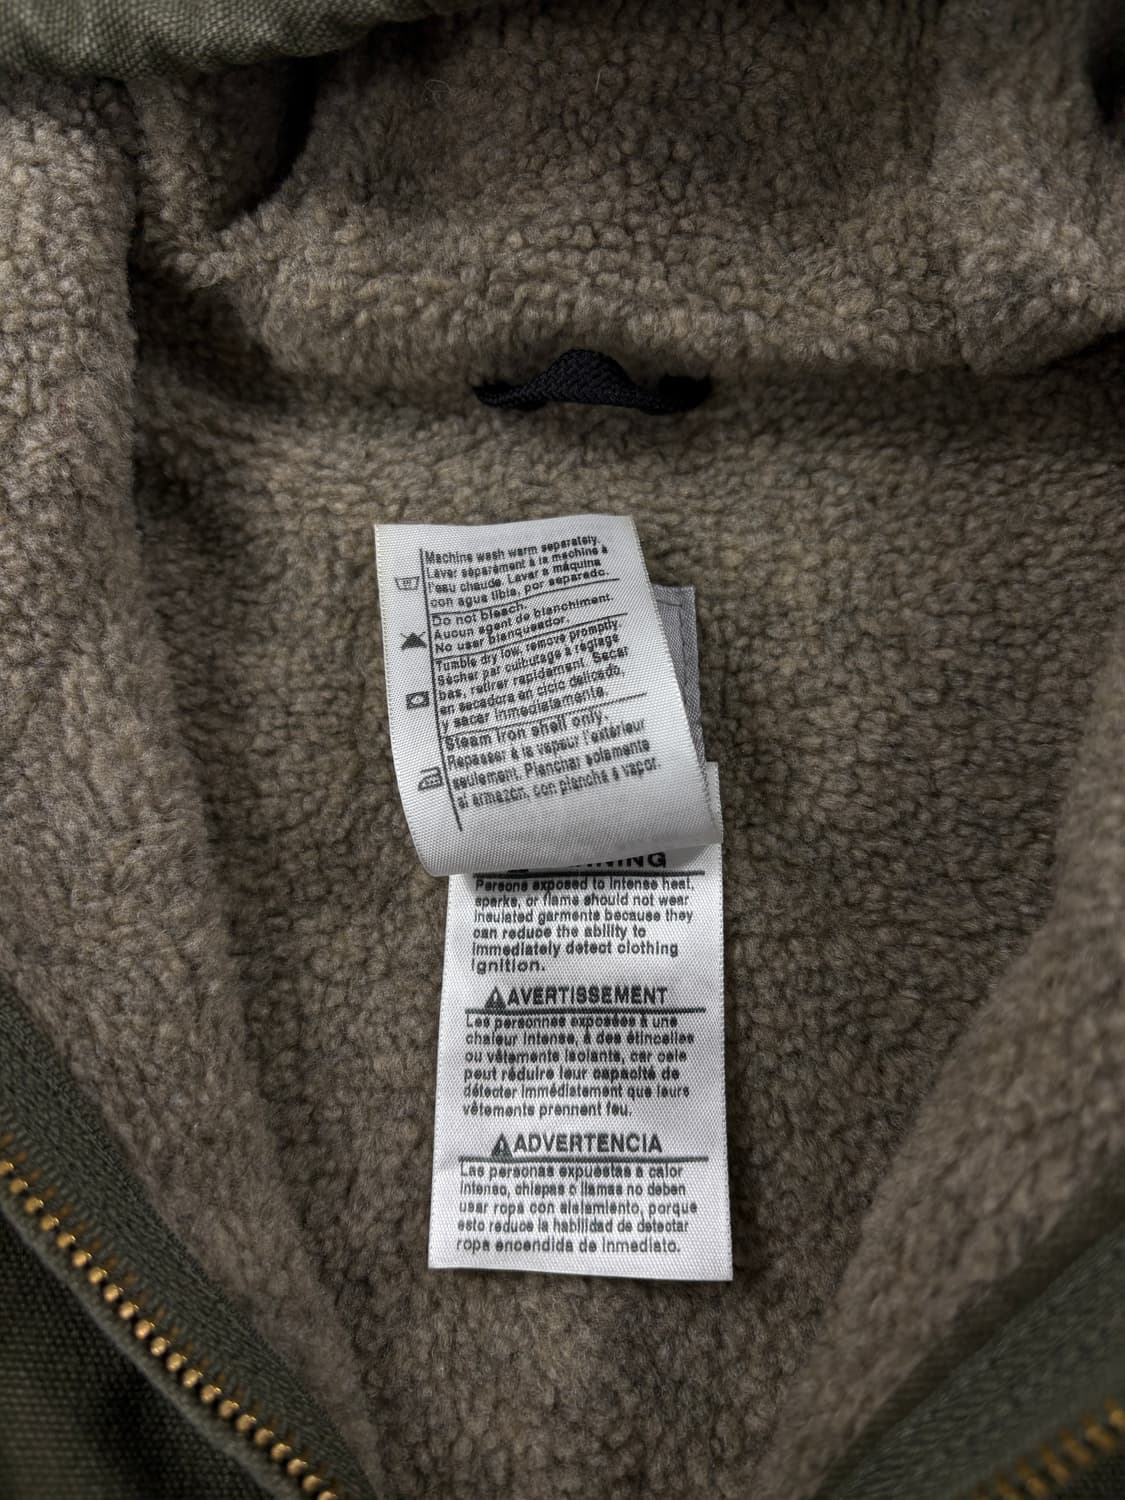 Machine wash warm separately.
Laver séparément à la machine à
l'eau chaude. Lavar a máquina
con agua tibia, por separado.
Do not bleach.
Aucun agent de blanchiment.
No usar blanqueador.
Tumble dry low, remove promptly.
Sécher par culbutage à réglage
bas, retirer rapidement. Secar
en secadora en ciclo delicado,
y sacar inmediatamente.
Steam iron shell only.
Repasser à la vapeur l'extérieur
seulement. Planchar solamente
el armazón, con plancha a vapor.
Persons exposed to intense heat,
sparks, or flame should not wear
insulated garments because they
can reduce the ability to
immediately detect clothing
ignition.
AVERTISSEMENT
Les personnes exposées à une
chaleur intense, à des étincelles
ou vêtements isolants, car cele
peut réduire leur capacité de
détecter immédiatement que leurs
vêtements prennent feu.
ADVERTENCIA
Las personas expuestas a calor
intenso, chispas o llamas no deben
usar ropa con aislamiento, porque
esto reduce la habilidad de detectar
ropa encendida de inmediato.